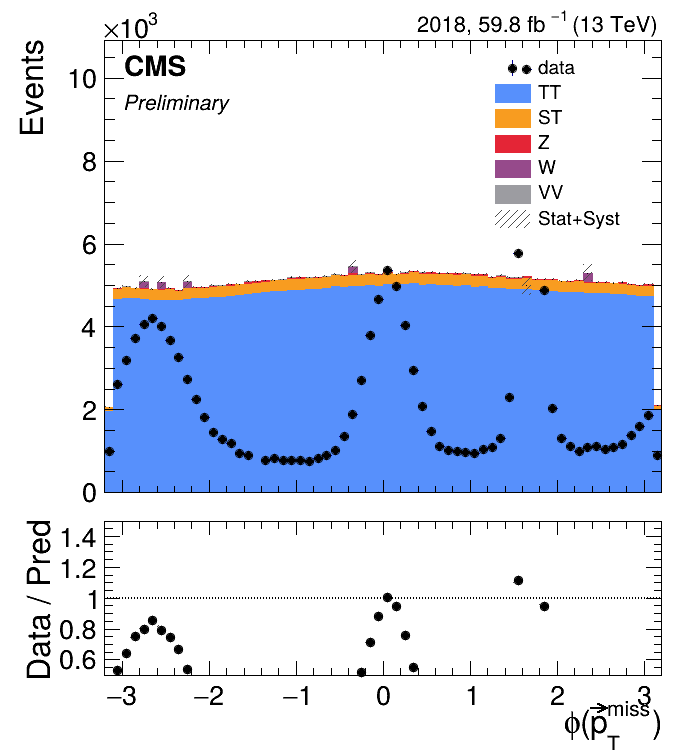 ×10³
2018, 59.8 fb⁻¹ (13 TeV)
Events
CMS
Preliminary
data
TT
ST
Z
W
VV
Stat+Syst
10
8
6
4
2
0
Data / Pred
1.4
1.2
1
0.8
0.6
−3 −2 −1 0 1 2 3
ϕ(p⃗_T^miss)